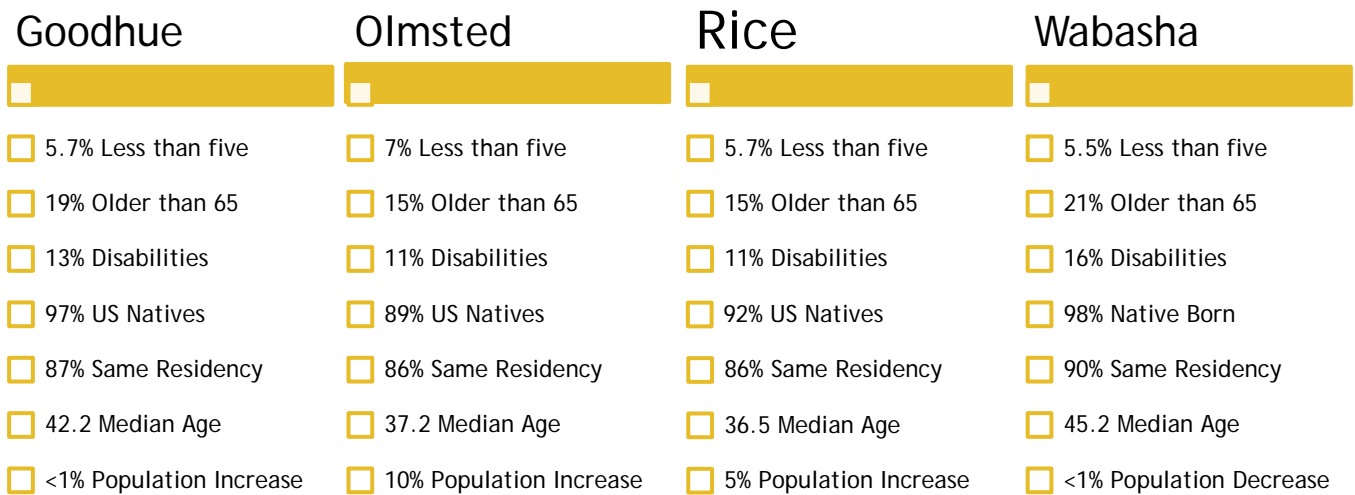 Goodhue
5.7% Less than five
19% Older than 65
13% Disabilities
97% US Natives
87% Same Residency
42.2 Median Age
<1% Population Increase
Olmsted
7% Less than five
15% Older than 65
11% Disabilities
89% US Natives
86% Same Residency
37.2 Median Age
10% Population Increase
Rice
5.7% Less than five
15% Older than 65
11% Disabilities
92% US Natives
86% Same Residency
36.5 Median Age
5% Population Increase
Wabasha
5.5% Less than five
21% Older than 65
16% Disabilities
98% Native Born
90% Same Residency
45.2 Median Age
<1% Population Decrease